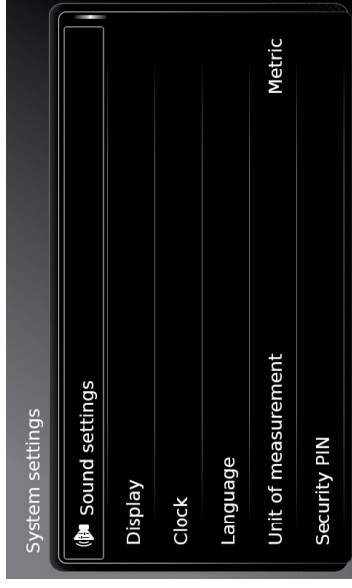 System settings
Sound settings
Display
Clock
Language
Unit of measurement Metric
Security PIN